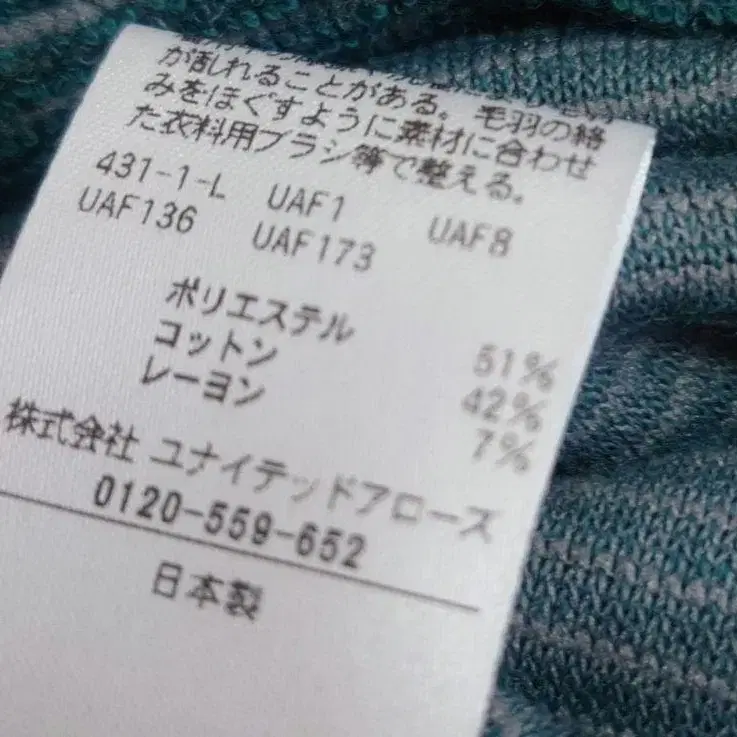 が乱れることがある。毛羽の絡
みをほぐすように素材に合わせ
た衣料用ブラシ等で整える。
431-1-L UAF1 UAF8
UAF136 UAF173
ポリエステル 51%
コットン 42%
レーヨン 7%
株式会社 ユナイテッドアローズ
0120-559-652
日本製